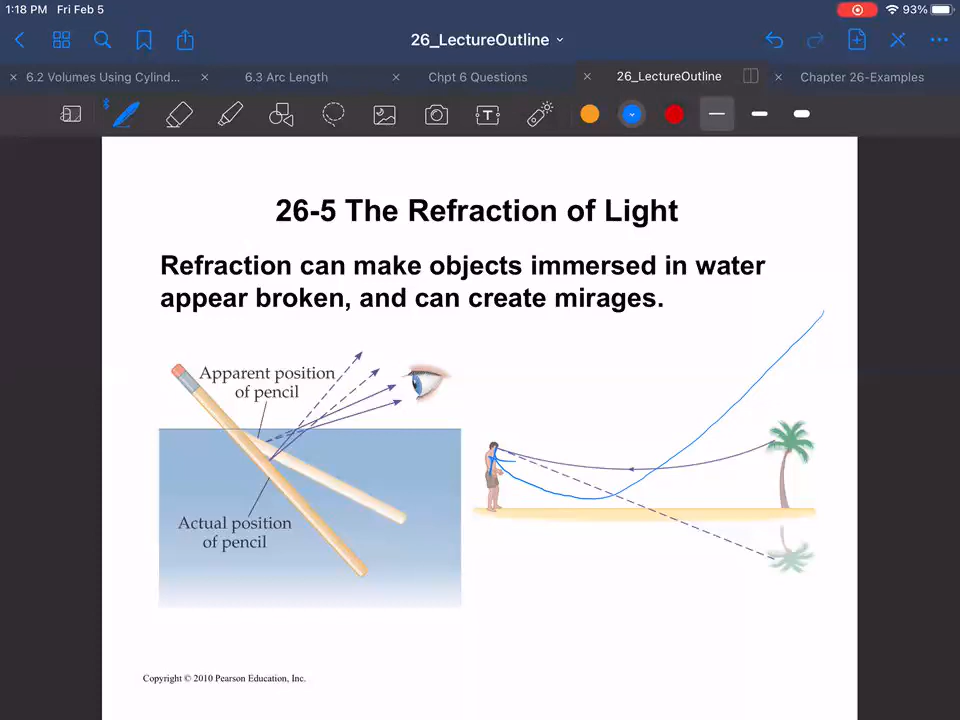 1:18 PM Fri Feb 5
93%
26_LectureOutline
6.2 Volumes Using Cylind...
6.3 Arc Length
Chpt 6 Questions
26_LectureOutline
Chapter 26-Examples
T
26-5 The Refraction of Light
Refraction can make objects immersed in water
appear broken, and can create mirages.
Apparent position
of pencil
Actual position
of pencil
Copyright © 2010 Pearson Education, Inc.